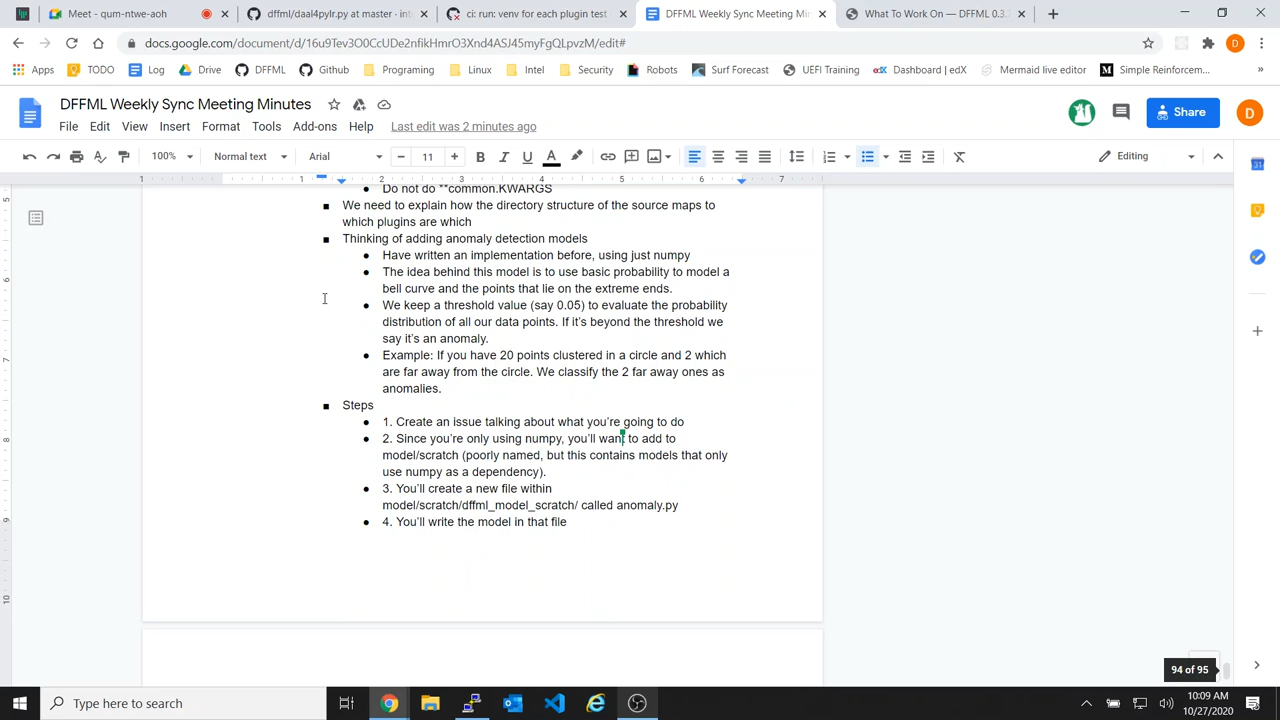 Meet - qum-ntwe-aoh
dffml/daal4pylr.py at master · inte
ci: run: venv for each plugin test
DFFML Weekly Sync Meeting Min
What To Work On — DFFML 0.3.
docs.google.com/document/d/16u9Tev3O0CcUDe2nfikHmrO3Xnd4ASJ45myFgQLpvzM/edit#
Apps TODO Log Drive DFFML Github Programing Linux Intel Security Robots Surf Forecast UEFI Training Dashboard | edX Mermaid live editor Simple Reinforcem...
DFFML Weekly Sync Meeting Minutes
File Edit View Insert Format Tools Add-ons Help Last edit was 2 minutes ago
Share
D
100% Normal text Arial 11 Editing
1 1 2 3 4 5 6 7
Do not do **common.KWARGS
We need to explain how the directory structure of the source maps to
which plugins are which
Thinking of adding anomaly detection models
Have written an implementation before, using just numpy
The idea behind this model is to use basic probability to model a
bell curve and the points that lie on the extreme ends.
We keep a threshold value (say 0.05) to evaluate the probability
distribution of all our data points. If it's beyond the threshold we
say it's an anomaly.
Example: If you have 20 points clustered in a circle and 2 which
are far away from the circle. We classify the 2 far away ones as
anomalies.
Steps
1. Create an issue talking about what you're going to do
2. Since you're only using numpy, you'll want to add to
model/scratch (poorly named, but this contains models that only
use numpy as a dependency).
3. You'll create a new file within
model/scratch/dffml_model_scratch/ called anomaly.py
4. You'll write the model in that file
94 of 95
Type here to search
10:09 AM
10/27/2020